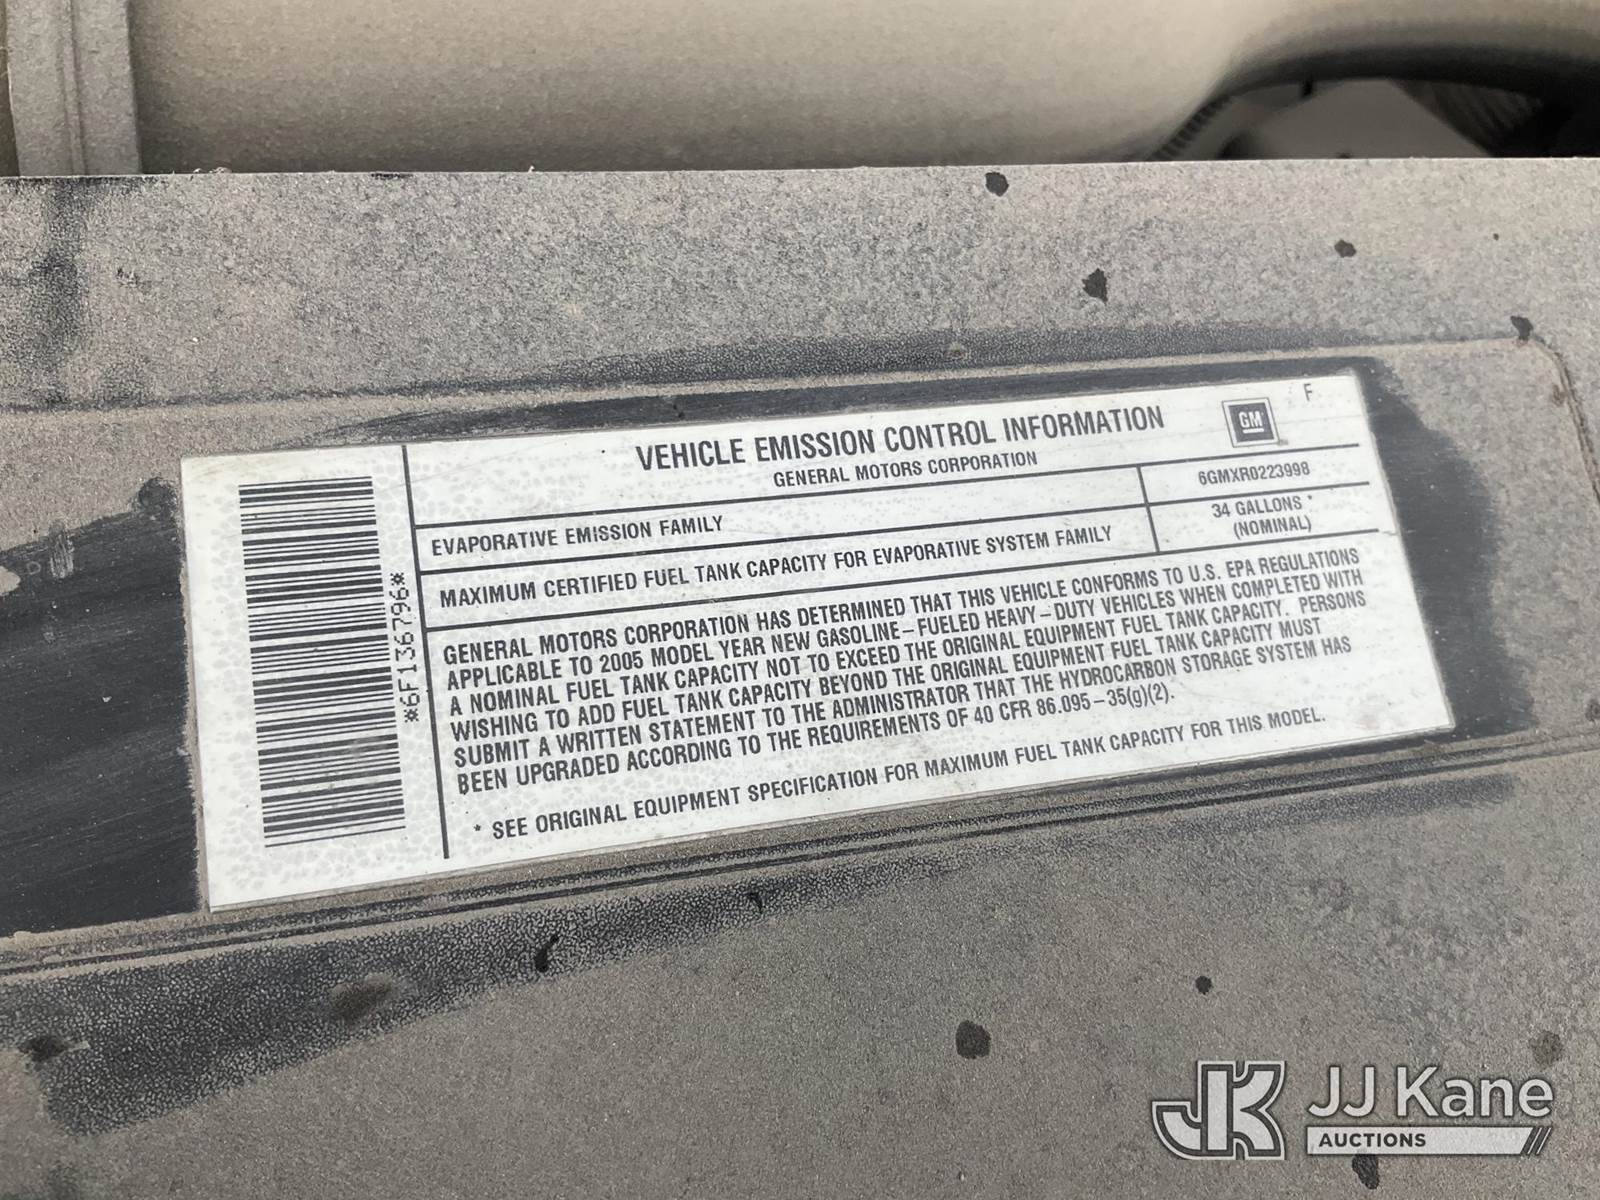 VEHICLE EMISSION CONTROL INFORMATION
GM
F
GENERAL MOTORS CORPORATION
EVAPORATIVE EMISSION FAMILY
6GMXR0223998
MAXIMUM CERTIFIED FUEL TANK CAPACITY FOR EVAPORATIVE SYSTEM FAMILY
34 GALLONS *
(NOMINAL)
GENERAL MOTORS CORPORATION HAS DETERMINED THAT THIS VEHICLE CONFORMS TO U.S. EPA REGULATIONS
APPLICABLE TO 2005 MODEL YEAR NEW GASOLINE-FUELED HEAVY-DUTY VEHICLES WHEN COMPLETED WITH
A NOMINAL FUEL TANK CAPACITY NOT TO EXCEED THE ORIGINAL EQUIPMENT FUEL TANK CAPACITY. PERSONS
WISHING TO ADD FUEL TANK CAPACITY BEYOND THE ORIGINAL EQUIPMENT FUEL TANK CAPACITY MUST
SUBMIT A WRITTEN STATEMENT TO THE ADMINISTRATOR THAT THE HYDROCARBON STORAGE SYSTEM HAS
BEEN UPGRADED ACCORDING TO THE REQUIREMENTS OF 40 CFR 86.095-35(g)(2).
* SEE ORIGINAL EQUIPMENT SPECIFICATION FOR MAXIMUM FUEL TANK CAPACITY FOR THIS MODEL.
*6F1367796*
JK
JJ Kane
AUCTIONS